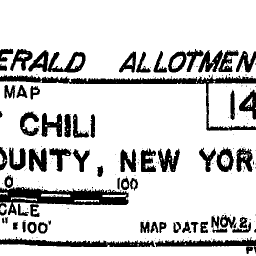 ERALD ALLOTMEN
MAP
14
CHILI
OUNTY, NEW YOR
0 100
CALE
"=100'
MAP DATE NOV. 2